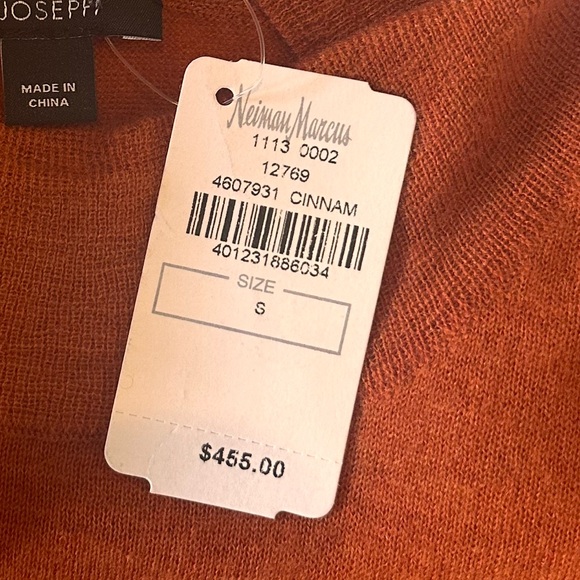 JOSEPH
MADE IN
CHINA
Neiman Marcus
1113 0002
12769
4607931 CINNAM
401231886034
SIZE
S
$455.00